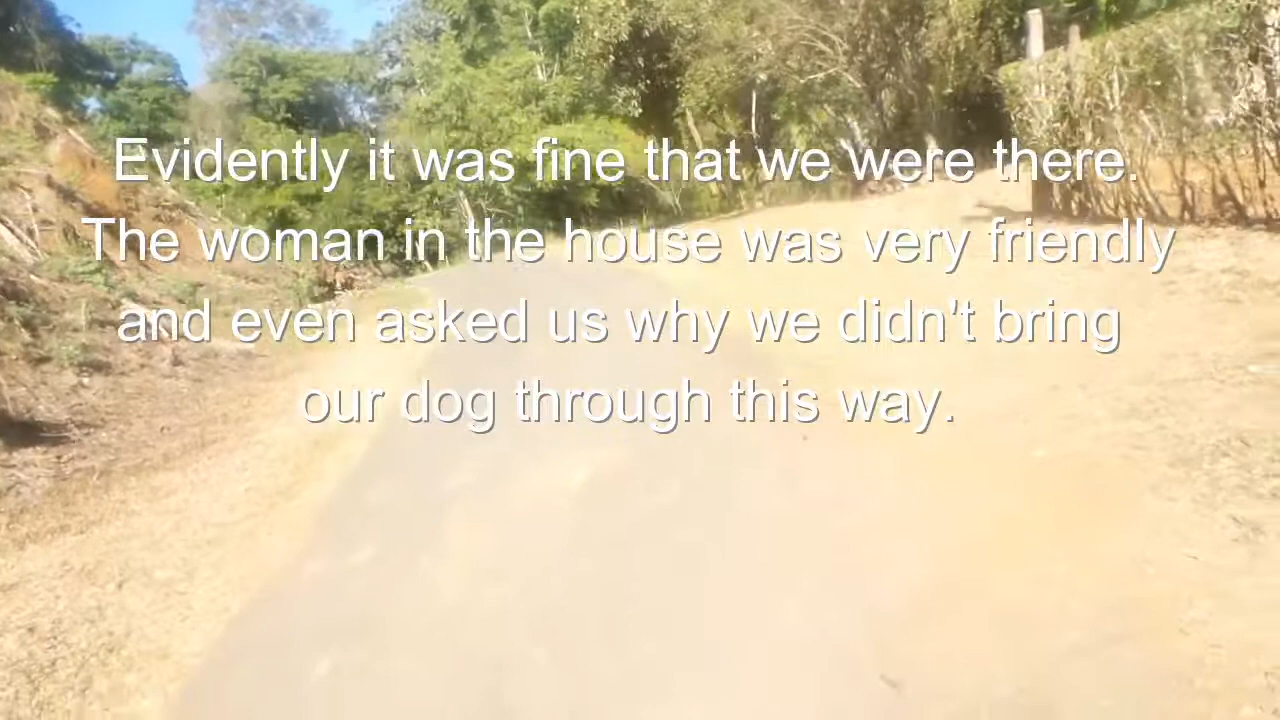 Evidently it was fine that we were there.
The woman in the house was very friendly
and even asked us why we didn't bring
our dog through this way.